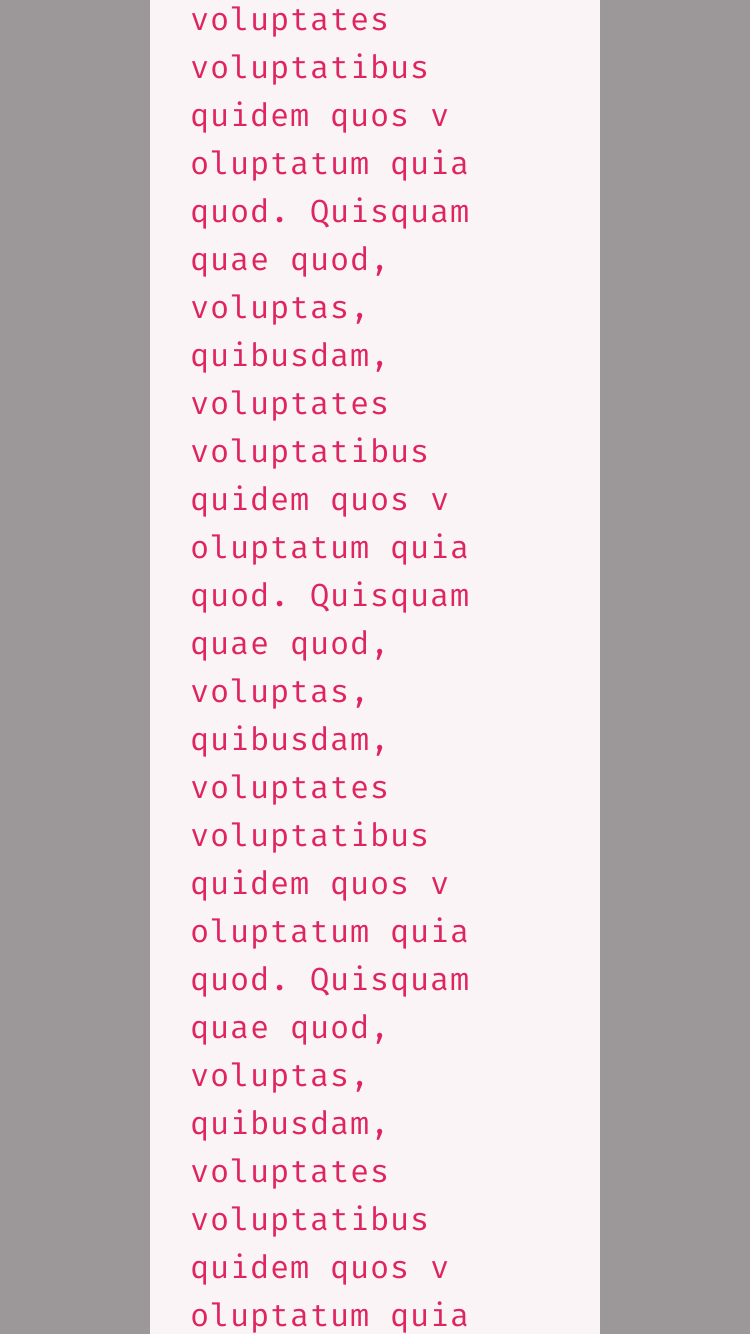 voluptates
voluptatibus
quidem quos v
oluptatum quia
quod. Quisquam
quae quod,
voluptas,
quibusdam,
voluptates
voluptatibus
quidem quos v
oluptatum quia
quod. Quisquam
quae quod,
voluptas,
quibusdam,
voluptates
voluptatibus
quidem quos v
oluptatum quia
quod. Quisquam
quae quod,
voluptas,
quibusdam,
voluptates
voluptatibus
quidem quos v
oluptatum quia